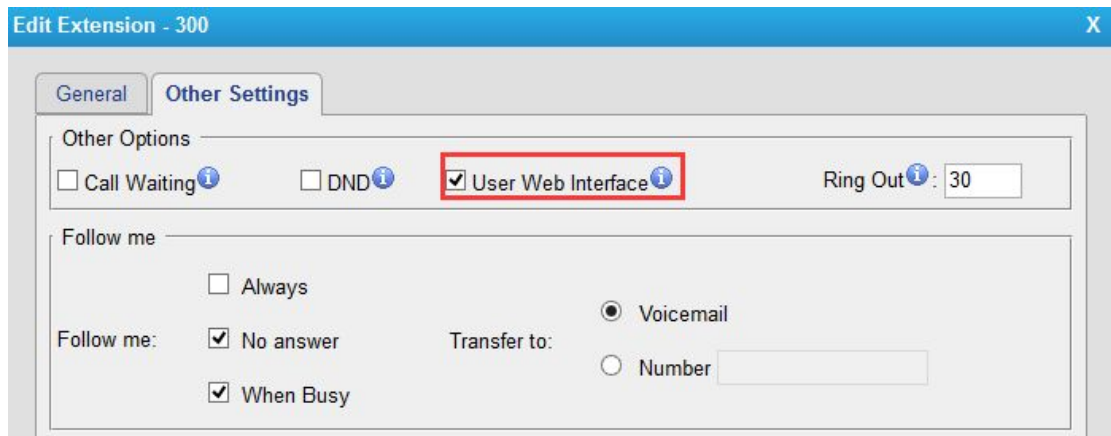 Edit Extension - 300 X
General Other Settings
Other Options
Call Waiting DND User Web Interface Ring Out : 30
Follow me
Always
Voicemail
Follow me: No answer Transfer to:
Number
When Busy